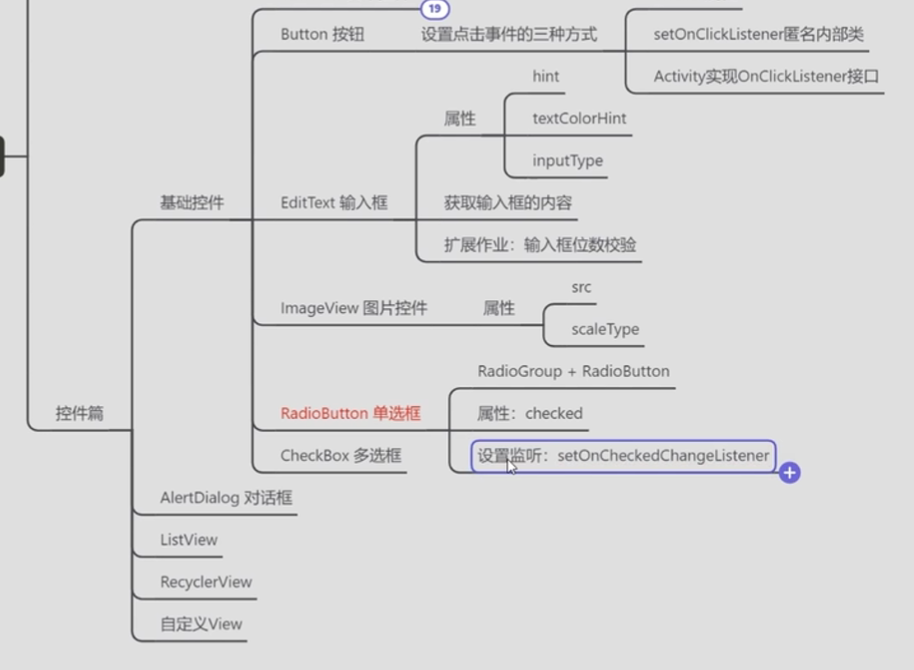 19
Button 按钮
设置点击事件的三种方式
setOnClickListener匿名内部类
Activity实现OnClickListener接口
hint
属性
textColorHint
inputType
基础控件
EditText 输入框
获取输入框的内容
扩展作业：输入框位数校验
src
ImageView 图片控件
属性
scaleType
RadioGroup + RadioButton
控件篇
RadioButton 单选框
属性：checked
CheckBox 多选框
设置监听：setOnCheckedChangeListener
AlertDialog 对话框
ListView
RecyclerView
自定义View